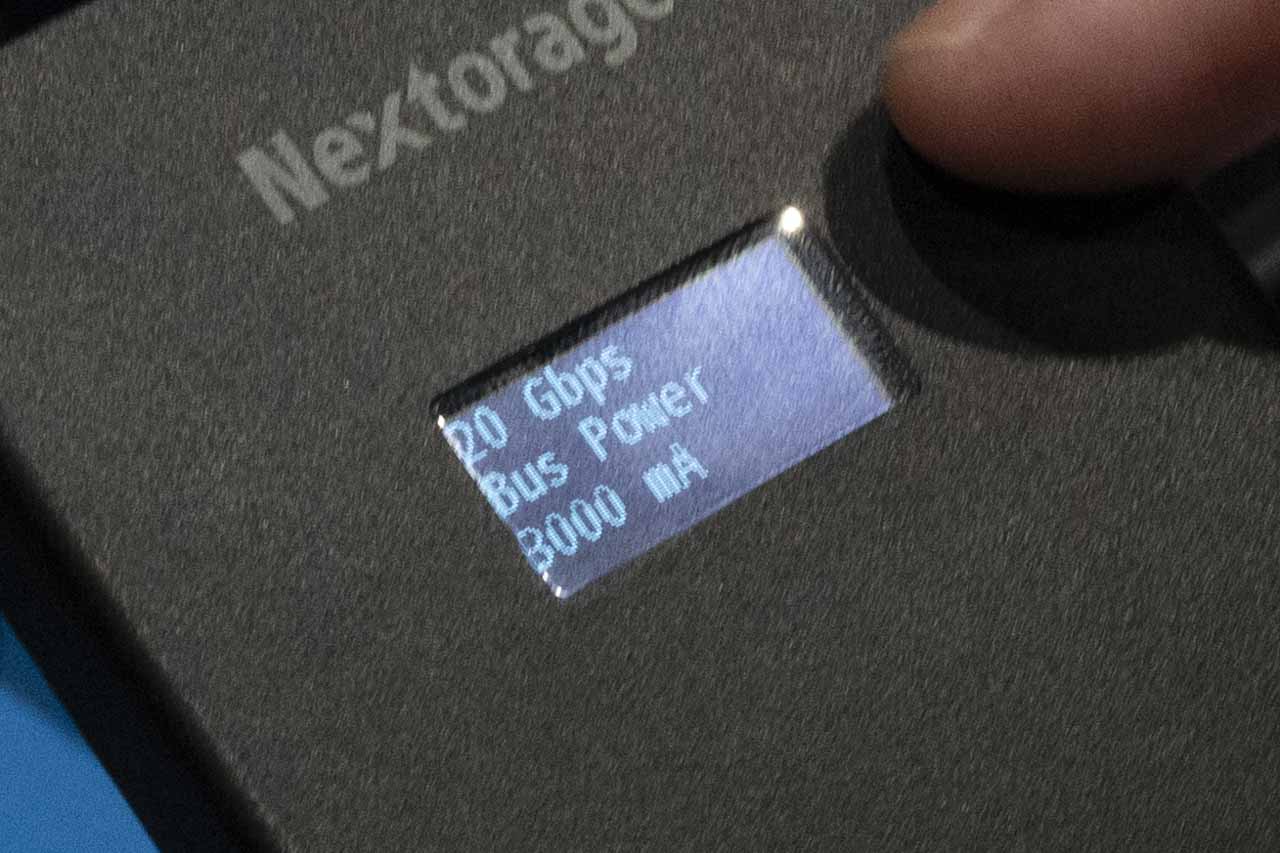 Nextorage
20 Gbps
Bus Power
3000 mA